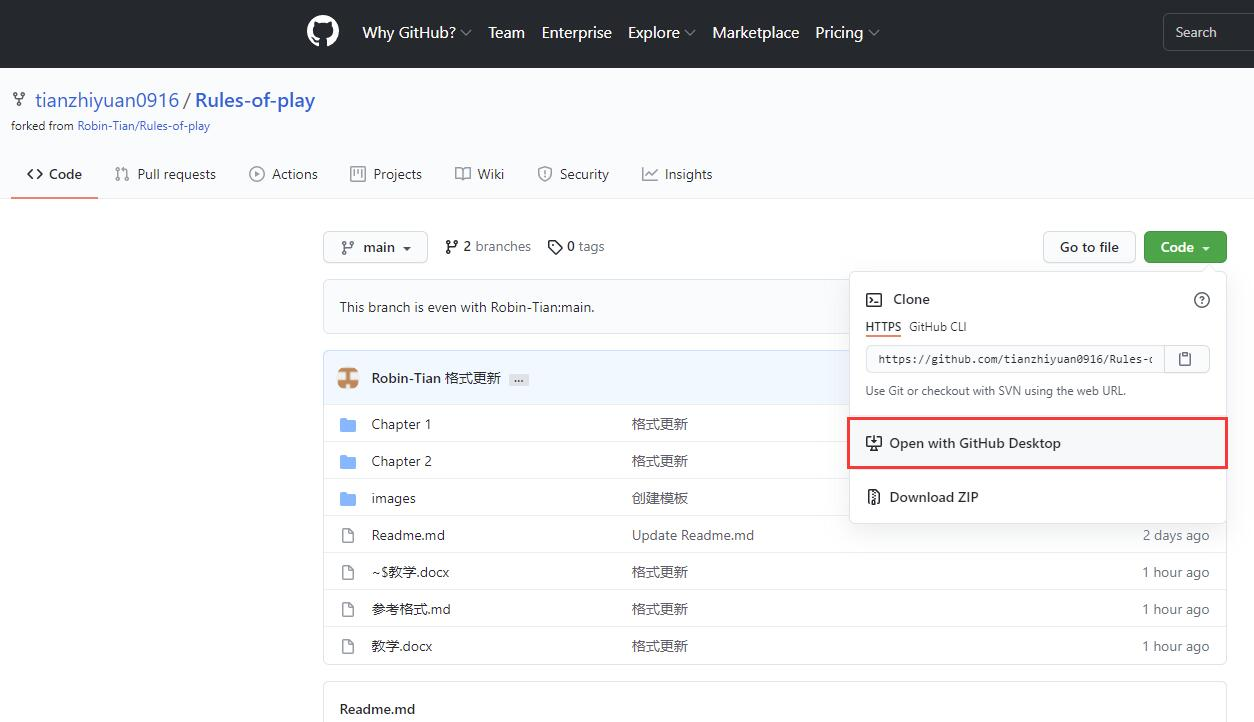 Why GitHub? Team Enterprise Explore Marketplace Pricing Search
tianzhiyuan0916 / Rules-of-play
forked from Robin-Tian/Rules-of-play
Code Pull requests Actions Projects Wiki Security Insights
main 2 branches 0 tags Go to file Code
This branch is even with Robin-Tian:main.
Clone
HTTPS GitHub CLI
https://github.com/tianzhiyuan0916/Rules-o
Use Git or checkout with SVN using the web URL.
Open with GitHub Desktop
Download ZIP
Robin-Tian 格式更新 ...
Chapter 1 格式更新
Chapter 2 格式更新
images 创建模板
Readme.md Update Readme.md 2 days ago
~$教学.docx 格式更新 1 hour ago
参考格式.md 格式更新 1 hour ago
教学.docx 格式更新 1 hour ago
Readme.md